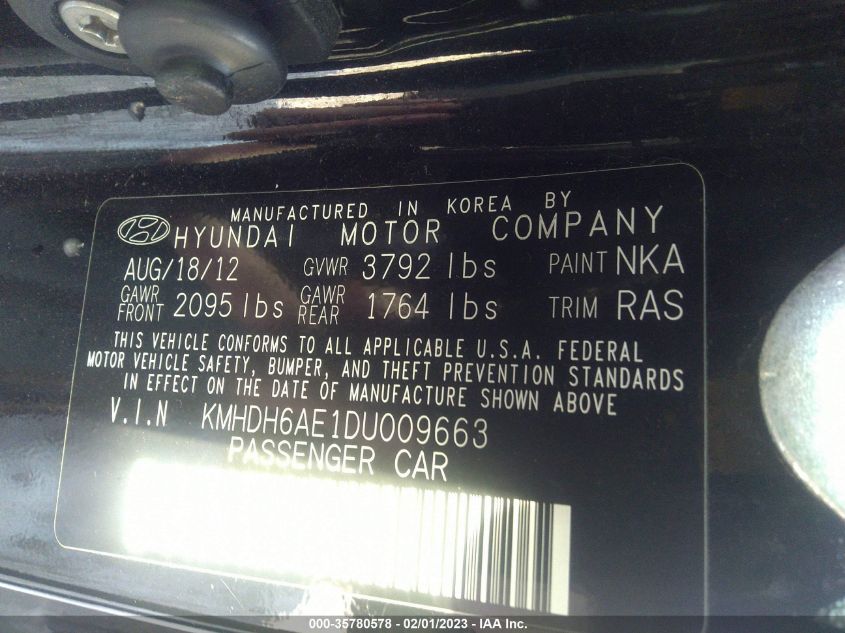 MANUFACTURED IN KOREA BY
HYUNDAI MOTOR COMPANY
AUG/18/12 GVWR 3792 lbs PAINT NKA
GAWR FRONT 2095 lbs GAWR REAR 1764 lbs TRIM RAS
THIS VEHICLE CONFORMS TO ALL APPLICABLE U.S.A. FEDERAL
MOTOR VEHICLE SAFETY, BUMPER, AND THEFT PREVENTION STANDARDS
IN EFFECT ON THE DATE OF MANUFACTURE SHOWN ABOVE
V.I.N KMHDH6AE1DU009663
PASSENGER CAR
000-35780578 - 02/01/2023 - IAA Inc.